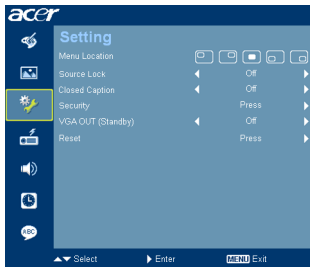 acer
Setting
Menu Location
Source Lock Off
Closed Caption Off
Security Press
VGA OUT (Standby) Off
Reset Press
ABC
Select Enter MENU Exit